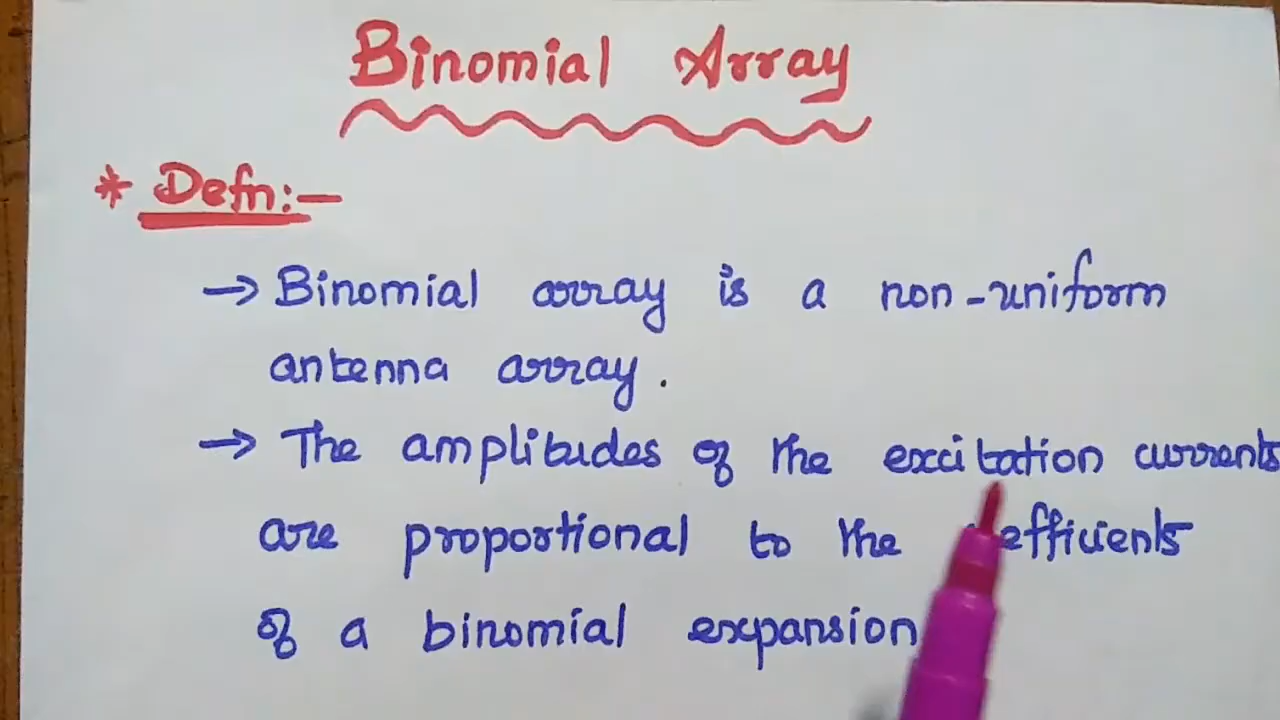 Binomial Array
* Defn:-
→ Binomial array is a non-uniform
antenna array.
→ The amplitudes of the excitation currents
are proportional to the efficients
of a binomial expansion